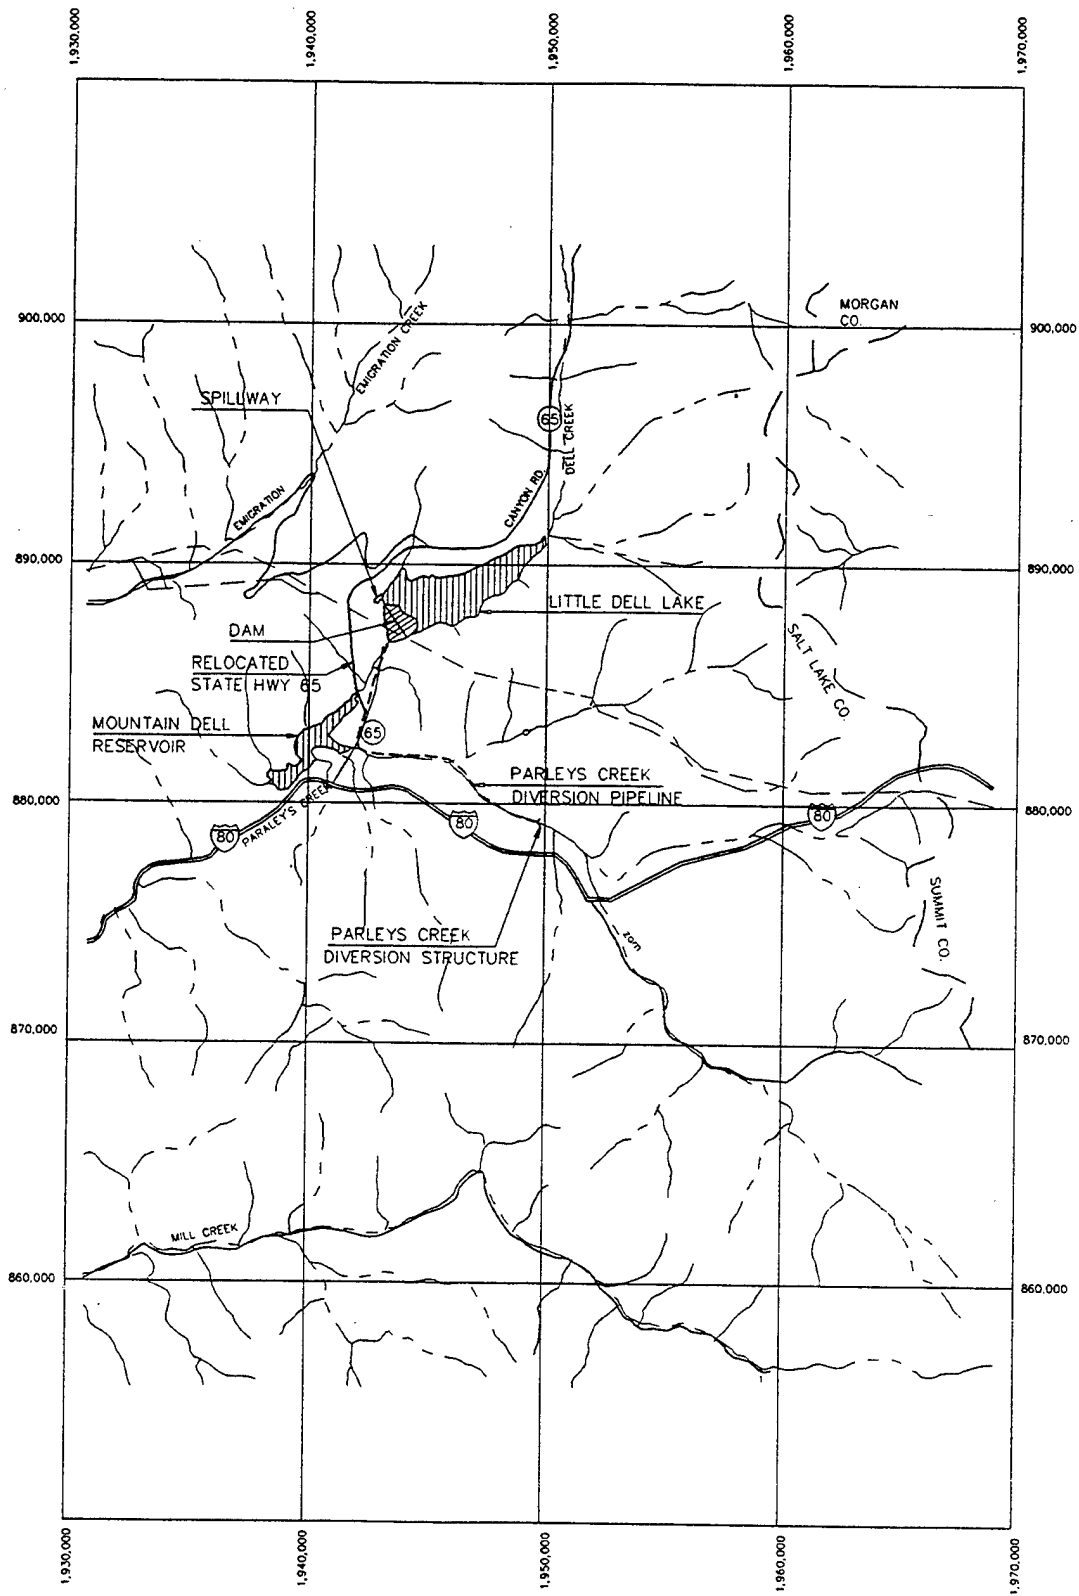 1,930,000
1,940,000
1,950,000
1,960,000
1,970,000
MORGAN
CO.
900,000
900,000
EMIGRATION CREEK
SPILLWAY
65
DELL CREEK
CANYON RD.
EMIGRATION
890,000
890,000
LITTLE DELL LAKE
DAM
SALT LAKE CO.
RELOCATED
STATE HWY 65
MOUNTAIN DELL
RESERVOIR
65
PARLEYS CREEK
DIVERSION PIPELINE
880,000
880,000
80
PARALEY'S CREEK
80
80
SUMMIT CO.
PARLEYS CREEK
DIVERSION STRUCTURE
870,000
870,000
MILL CREEK
860,000
860,000
1,930,000
1,940,000
1,950,000
1,960,000
1,970,000